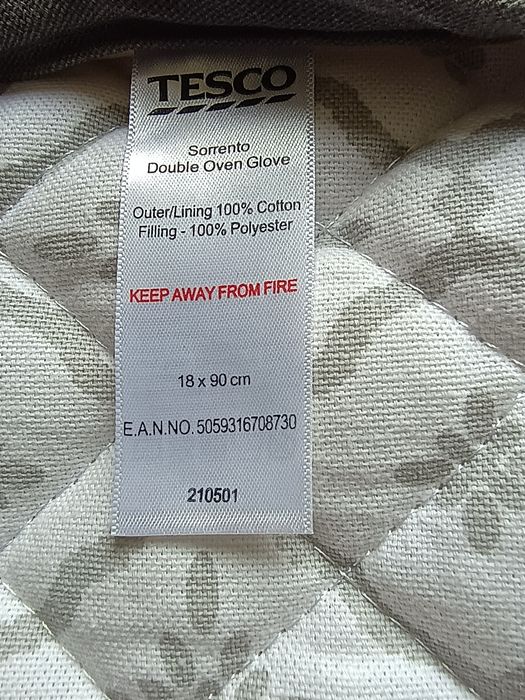 TESCO
Sorrento
Double Oven Glove
Outer/Lining 100% Cotton
Filling - 100% Polyester
KEEP AWAY FROM FIRE
18 x 90 cm
E.A.N.NO. 5059316708730
210501